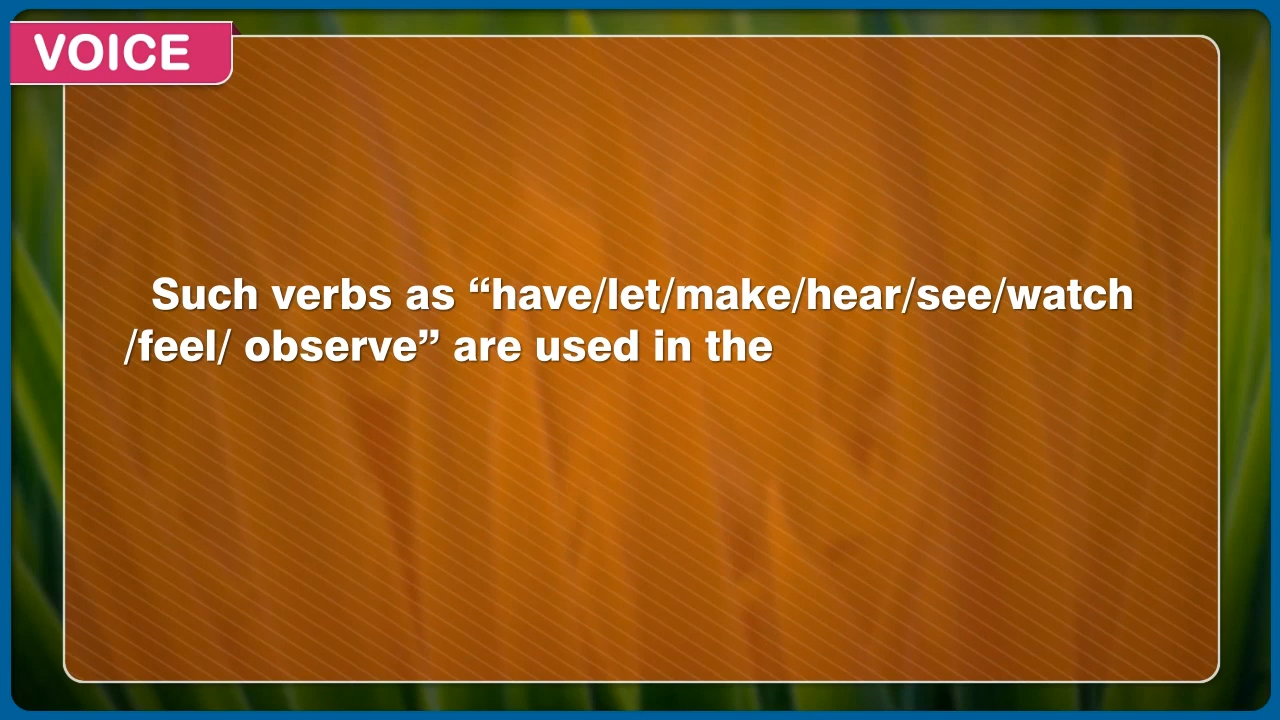 VOICE
Such verbs as “have/let/make/hear/see/watch
/feel/ observe” are used in the